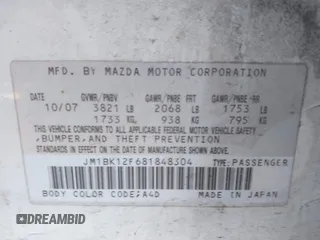 MFD. BY MAZDA MOTOR CORPORATION
GVWR/PNBV GAWR/PNBE FRT/AV GAWR/PNBE RR/AR
10/07 3821 LB 2068 LB 1753 LB
1733 KG 938 KG 795 KG
THIS VEHICLE CONFORMS TO ALL APPLICABLE FEDERAL MOTOR VEHICLE SAFETY
,BUMPER,AND THEFT PREVENTION
STANDARDS IN EFFECT ON THE DATE OF MANUFACTURE SHOWN ABOVE.
JM1BK12F681848304 TYPE:PASSENGER
BODY COLOR CODE:A4D MADE IN JAPAN
DREAMBID